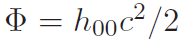 Φ = h₀₀c²/2